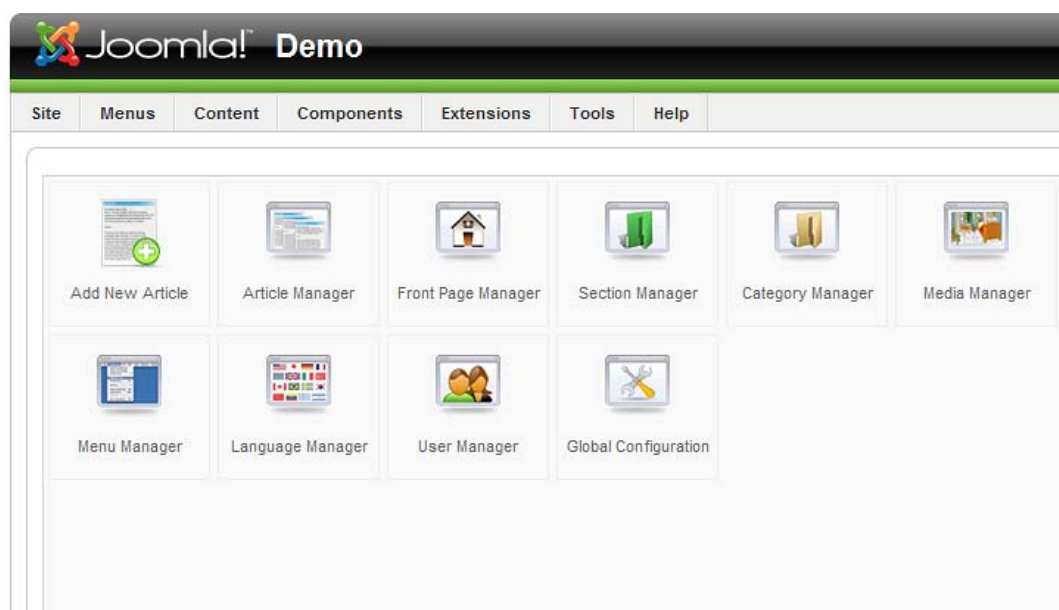 Joomla!™ Demo
Site Menus Content Components Extensions Tools Help
Add New Article Article Manager Front Page Manager Section Manager Category Manager Media Manager
Menu Manager Language Manager User Manager Global Configuration